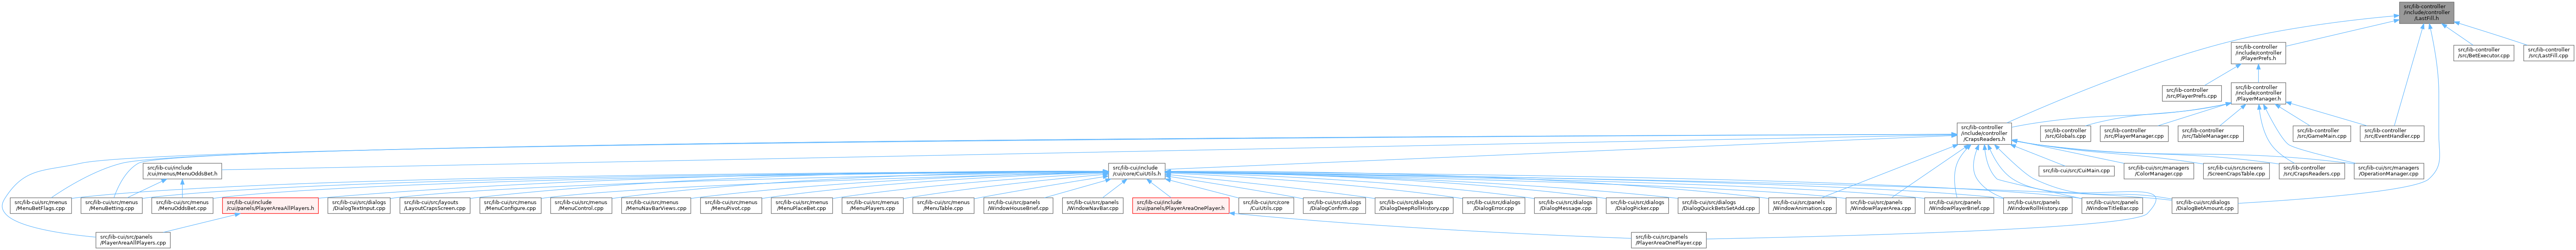 src/lib-controller
/include/controller
/LastFill.h
src/lib-controller
/include/controller
/PlayerPrefs.h
src/lib-controller
/src/BetExecutor.cpp
src/lib-controller
/src/LastFill.cpp
src/lib-controller
/src/PlayerPrefs.cpp
src/lib-controller
/include/controller
/PlayerManager.h
src/lib-controller
/include/controller
/CrapsReaders.h
src/lib-controller
/src/Globals.cpp
src/lib-controller
/src/PlayerManager.cpp
src/lib-controller
/src/TableManager.cpp
src/lib-controller
/src/GameMain.cpp
src/lib-controller
/src/EventHandler.cpp
src/lib-cui/include
/cui/menus/MenuOddsBet.h
src/lib-cui/include
/cui/core/CuiUtils.h
src/lib-cui/src/CuiMain.cpp
src/lib-cui/src/managers
/ColorManager.cpp
src/lib-cui/src/screens
/ScreenCrapsTable.cpp
src/lib-controller
/src/CrapsReaders.cpp
src/lib-cui/src/managers
/OperationManager.cpp
src/lib-cui/src/menus
/MenuBetFlags.cpp
src/lib-cui/src/menus
/MenuBetting.cpp
src/lib-cui/src/menus
/MenuOddsBet.cpp
src/lib-cui/include
/cui/panels/PlayerAreaAllPlayers.h
src/lib-cui/src/dialogs
/DialogTextInput.cpp
src/lib-cui/src/layouts
/LayoutCrapsScreen.cpp
src/lib-cui/src/menus
/MenuConfigure.cpp
src/lib-cui/src/menus
/MenuControl.cpp
src/lib-cui/src/menus
/MenuNavBarViews.cpp
src/lib-cui/src/menus
/MenuPivot.cpp
src/lib-cui/src/menus
/MenuPlaceBet.cpp
src/lib-cui/src/menus
/MenuPlayers.cpp
src/lib-cui/src/menus
/MenuTable.cpp
src/lib-cui/src/panels
/WindowHouseBrief.cpp
src/lib-cui/src/panels
/WindowNavBar.cpp
src/lib-cui/include
/cui/panels/PlayerAreaOnePlayer.h
src/lib-cui/src/core
/CuiUtils.cpp
src/lib-cui/src/dialogs
/DialogConfirm.cpp
src/lib-cui/src/dialogs
/DialogDeepRollHistory.cpp
src/lib-cui/src/dialogs
/DialogError.cpp
src/lib-cui/src/dialogs
/DialogMessage.cpp
src/lib-cui/src/dialogs
/DialogPicker.cpp
src/lib-cui/src/dialogs
/DialogQuickBetsSetAdd.cpp
src/lib-cui/src/panels
/WindowAnimation.cpp
src/lib-cui/src/panels
/WindowPlayerArea.cpp
src/lib-cui/src/panels
/WindowPlayerBrief.cpp
src/lib-cui/src/panels
/WindowRollHistory.cpp
src/lib-cui/src/panels
/WindowTitleBar.cpp
src/lib-cui/src/dialogs
/DialogBetAmount.cpp
src/lib-cui/src/panels
/PlayerAreaAllPlayers.cpp
src/lib-cui/src/panels
/PlayerAreaOnePlayer.cpp